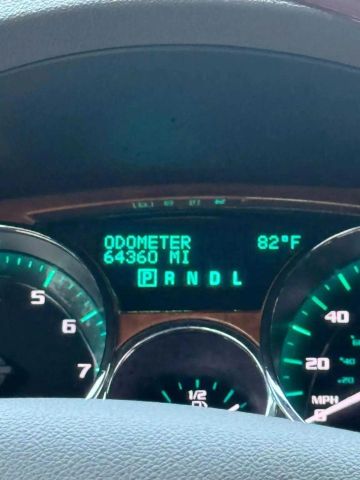 ODOMETER 82°F
64360 MI
P R N D L
5
6
7
40
20
MPH
0
1/2